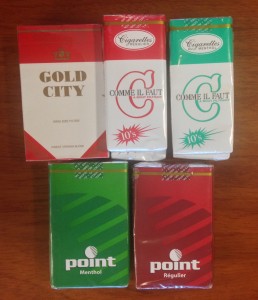 GOLD
CITY
Cigarettes
C
COMME IL FAUT
10's
Cigarettes
C
COMME IL FAUT
10's
point
Menthol
point
Régulier